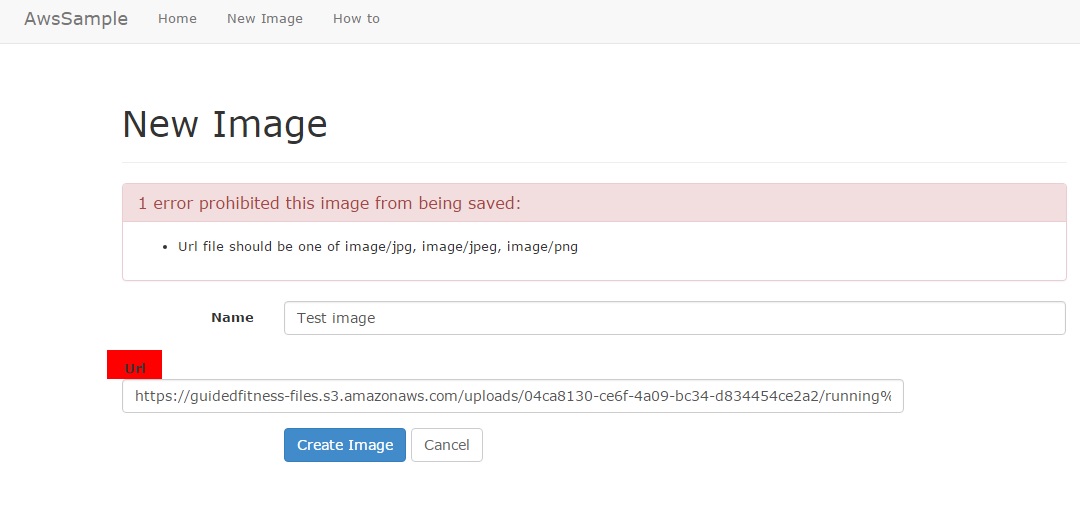 AwsSample Home New Image How to
New Image
1 error prohibited this image from being saved:
• Url file should be one of image/jpg, image/jpeg, image/png
Name Test image
Url
https://guidedfitness-files.s3.amazonaws.com/uploads/04ca8130-ce6f-4a09-bc34-d834454ce2a2/running%
Create Image Cancel